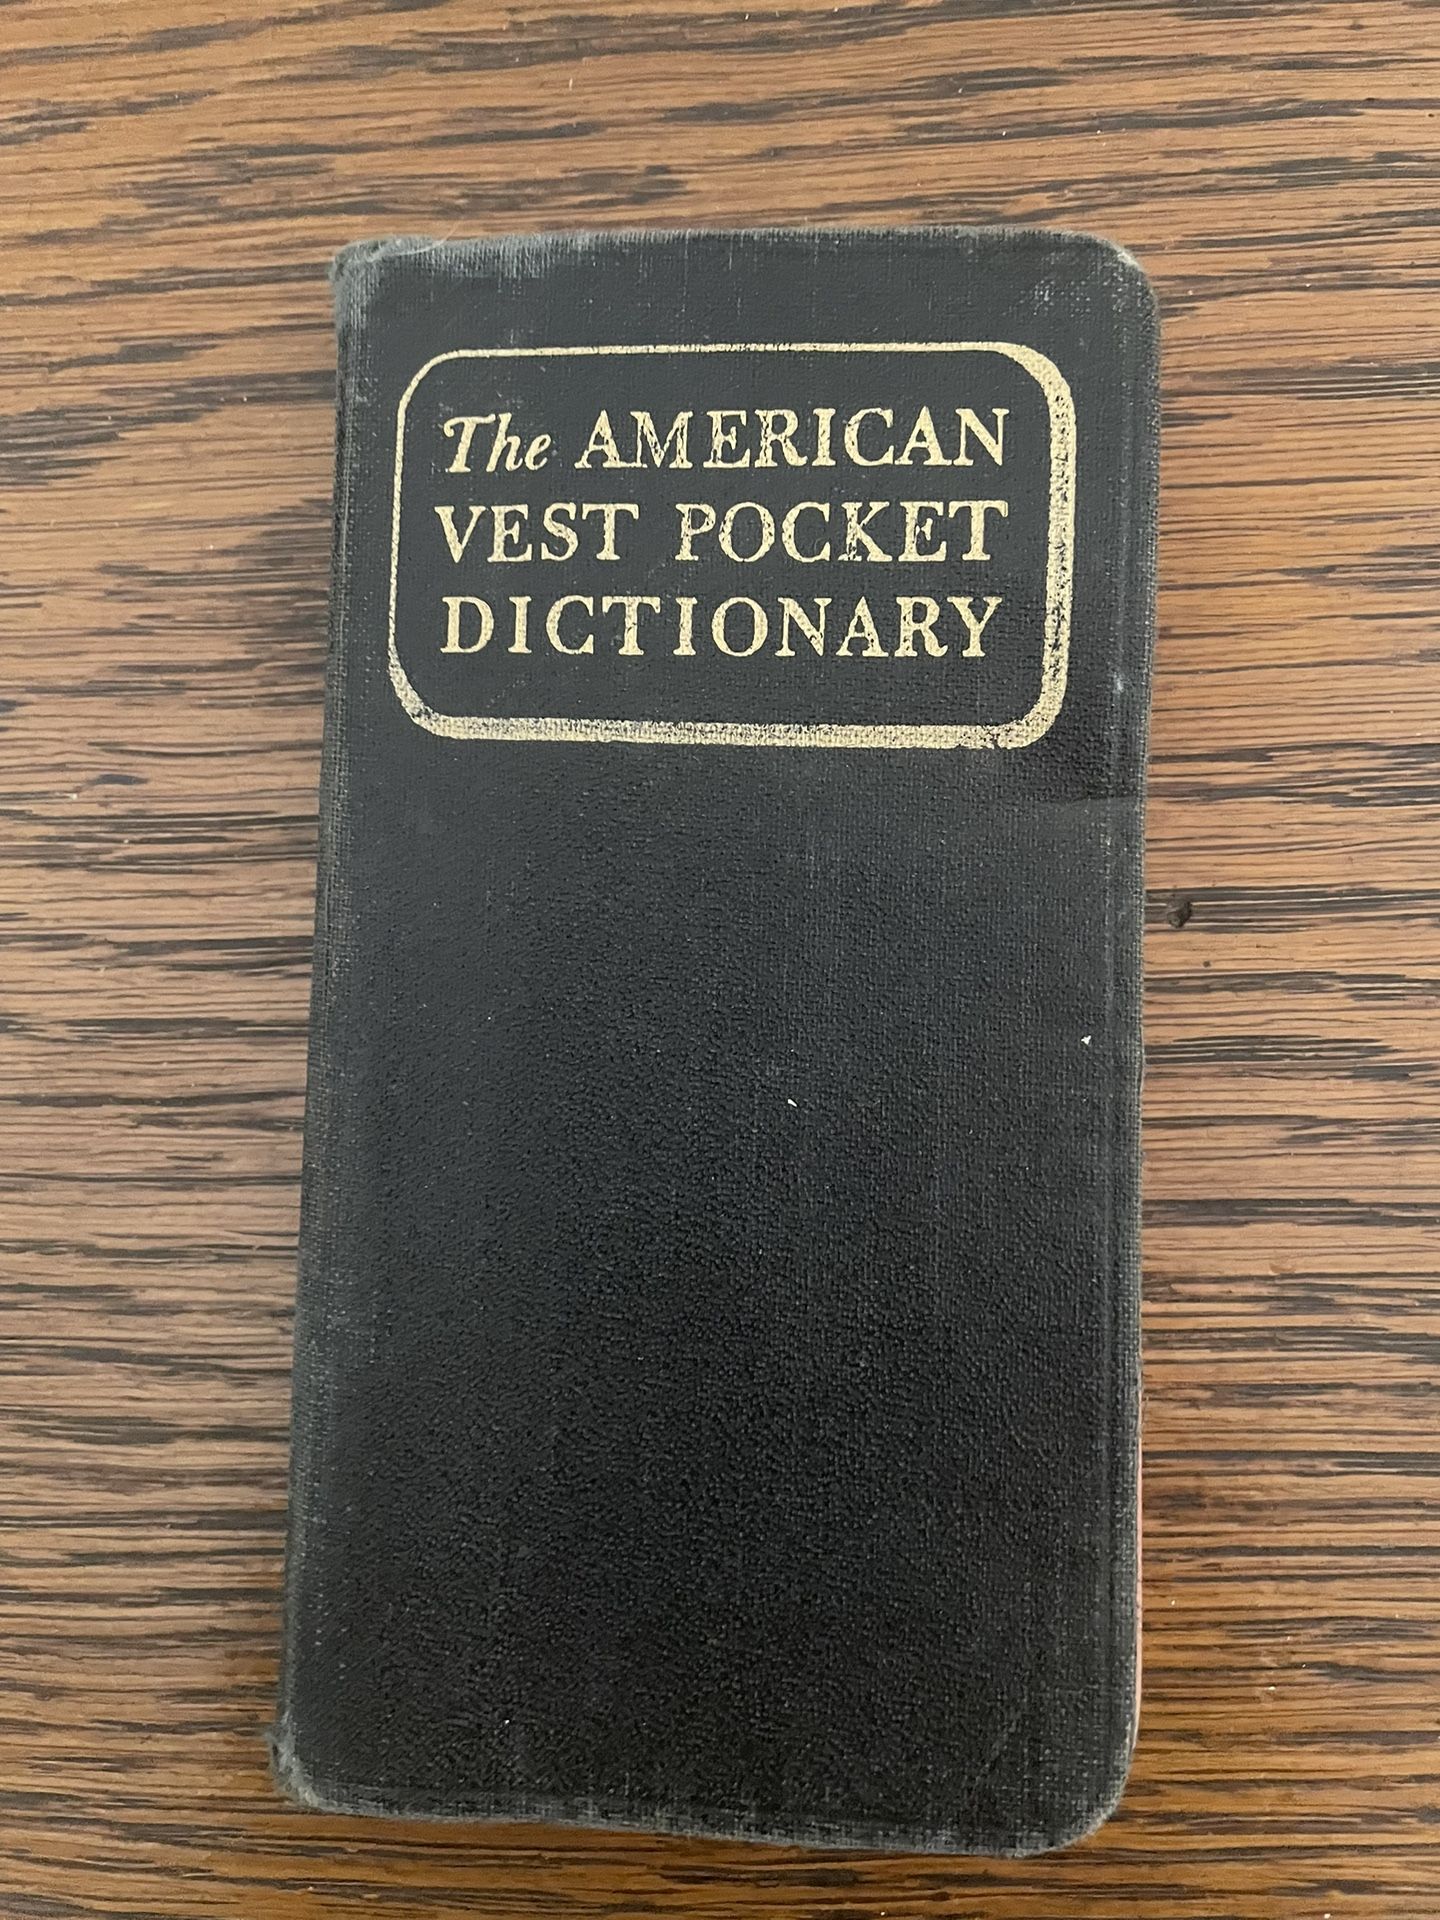 The AMERICAN
VEST POCKET
DICTIONARY